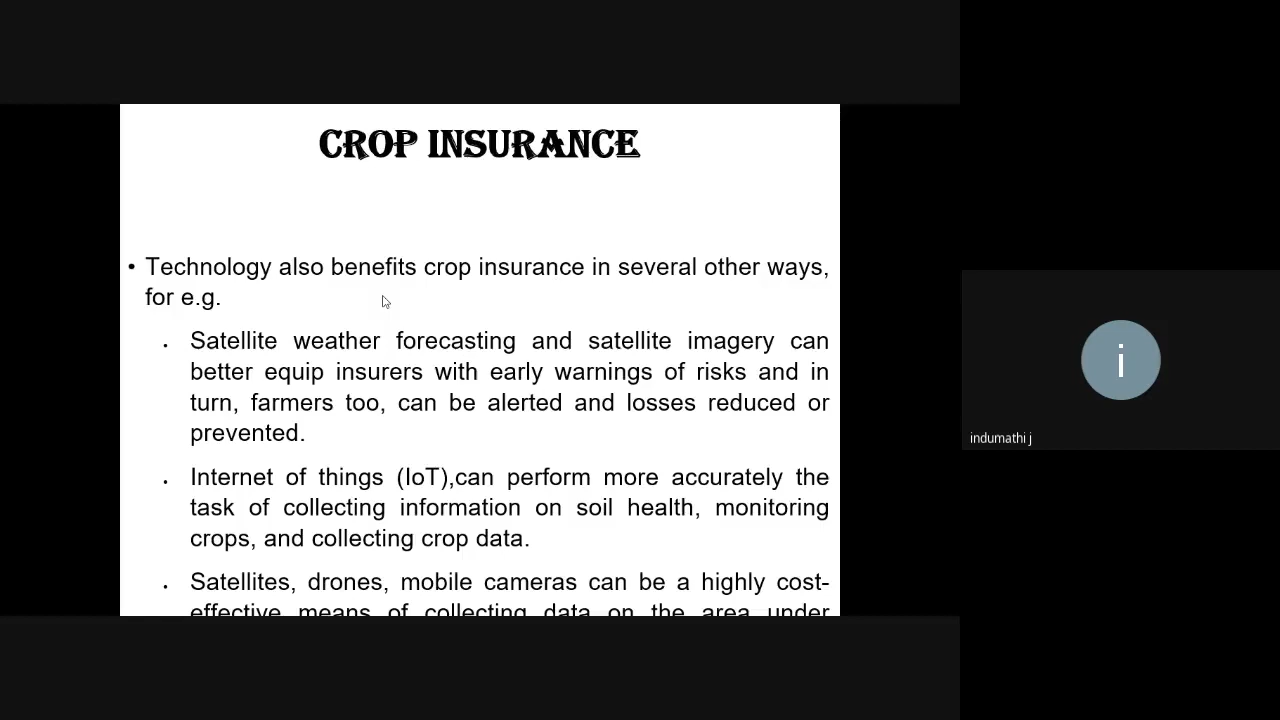 CROP INSURANCE
• Technology also benefits crop insurance in several other ways,
for e.g.
• Satellite weather forecasting and satellite imagery can
better equip insurers with early warnings of risks and in
turn, farmers too, can be alerted and losses reduced or
prevented.
• Internet of things (IoT),can perform more accurately the
task of collecting information on soil health, monitoring
crops, and collecting crop data.
• Satellites, drones, mobile cameras can be a highly cost-
effective means of collecting data on the area under
i
indumathi j